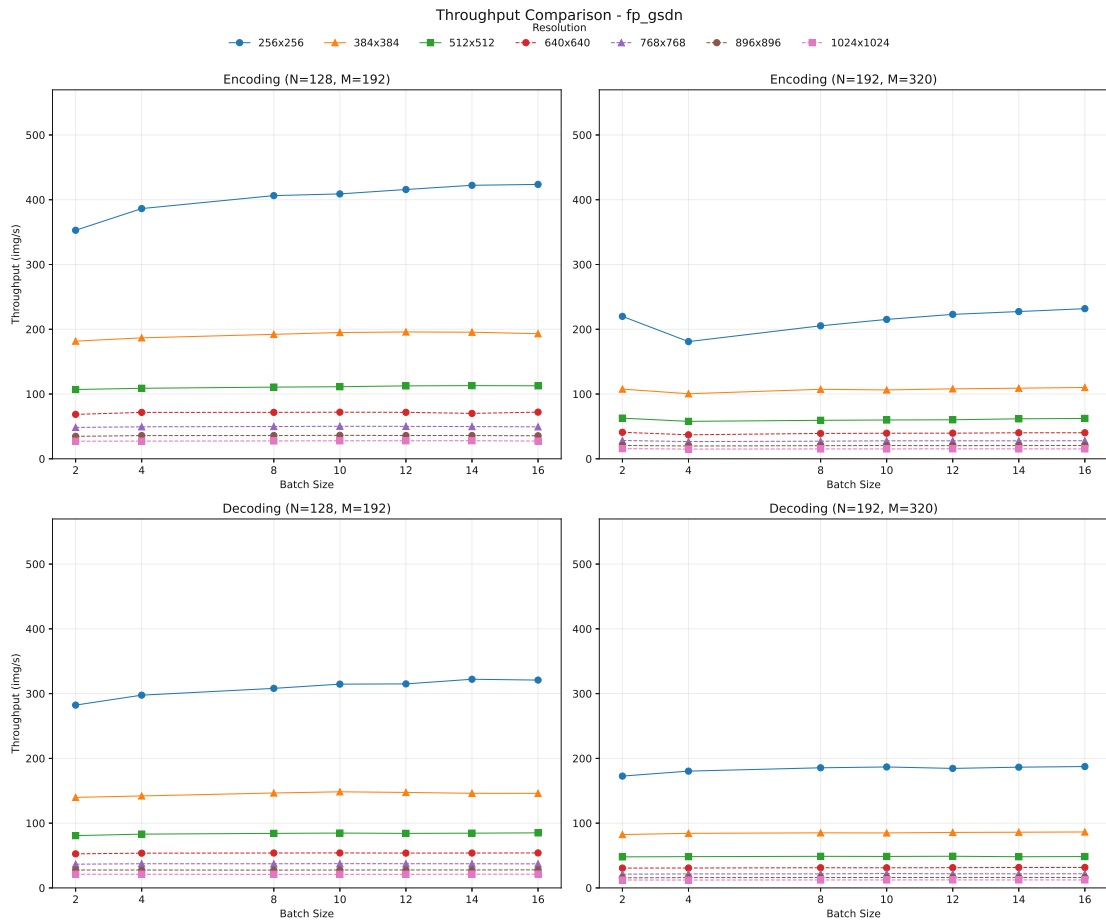 Throughput Comparison - fp_gsdn
Resolution
256x256 384x384 512x512 640x640 768x768 896x896 1024x1024
Encoding (N=128, M=192)
Throughput (img/s)
500
400
300
200
100
0
2 4 8 10 12 14 16
Batch Size
Encoding (N=192, M=320)
500
400
300
200
100
0
2 4 8 10 12 14 16
Batch Size
Decoding (N=128, M=192)
Throughput (img/s)
500
400
300
200
100
0
2 4 8 10 12 14 16
Batch Size
Decoding (N=192, M=320)
500
400
300
200
100
0
2 4 8 10 12 14 16
Batch Size